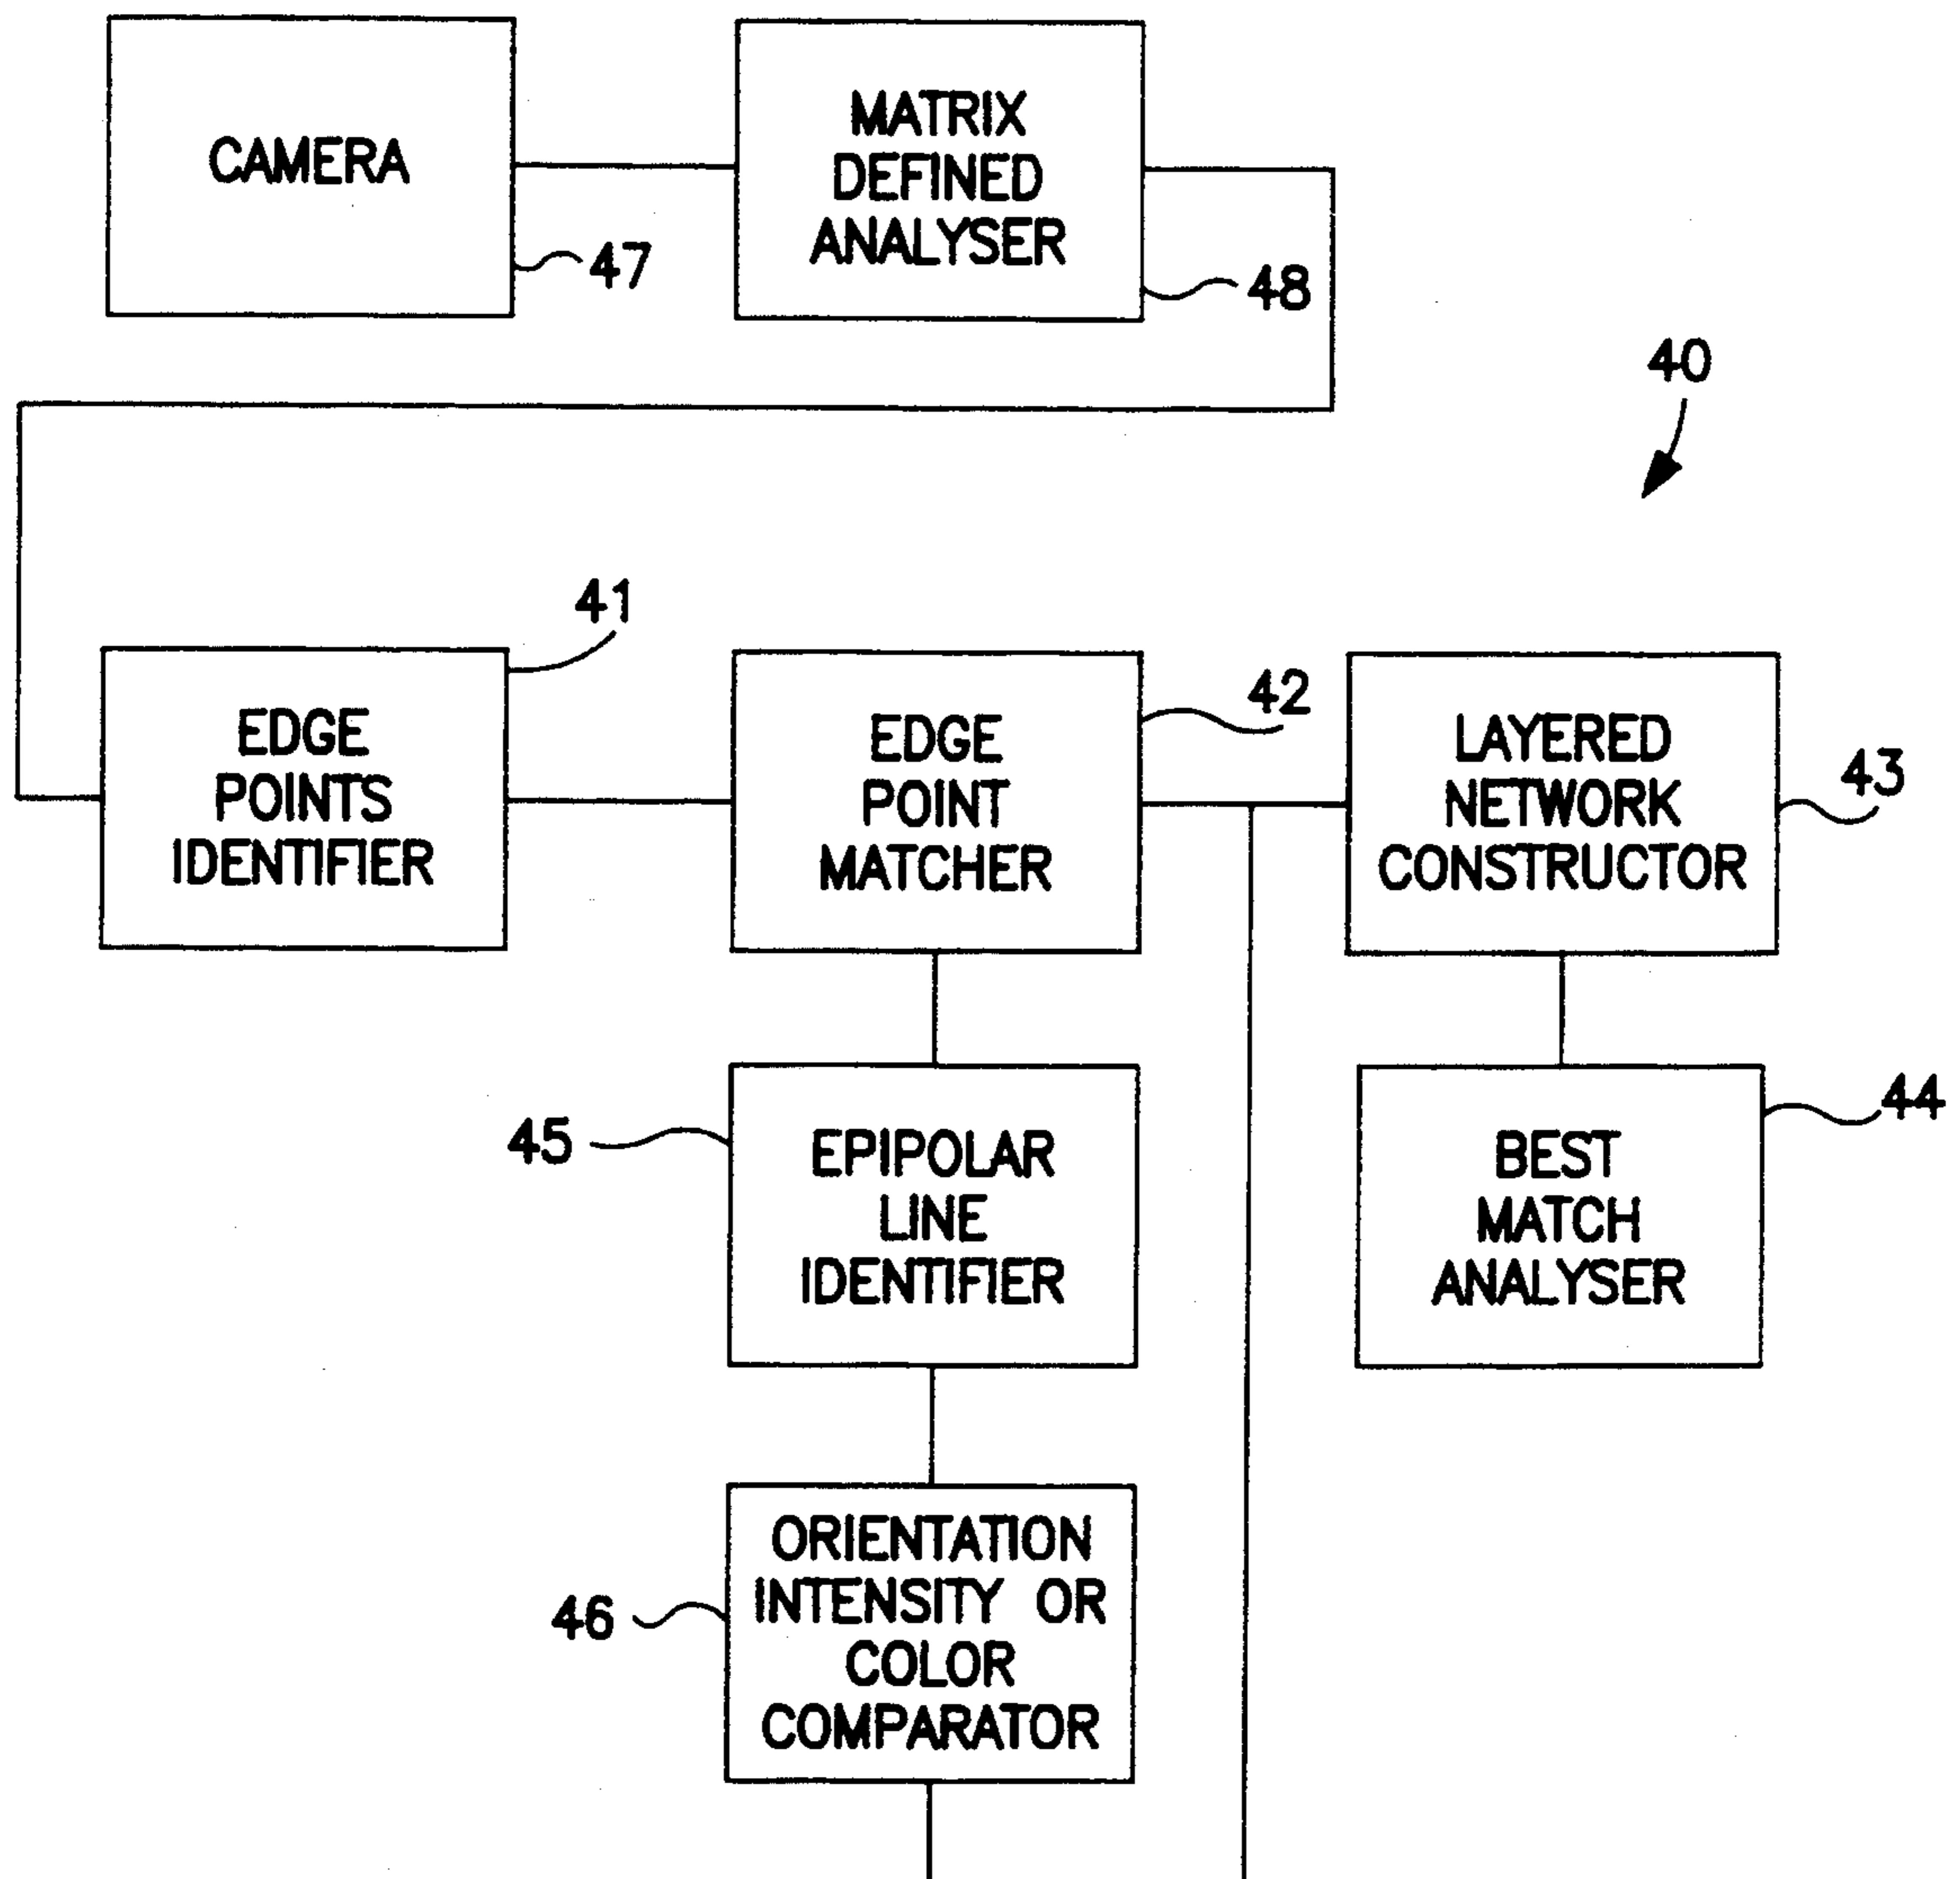 CAMERA
47
MATRIX
DEFINED
ANALYSER
48
40
41
EDGE
POINTS
IDENTIFIER
EDGE
POINT
MATCHER
42
LAYERED
NETWORK
CONSTRUCTOR
43
45
EPIPOLAR
LINE
IDENTIFIER
BEST
MATCH
ANALYSER
44
46
ORIENTATION
INTENSITY OR
COLOR
COMPARATOR